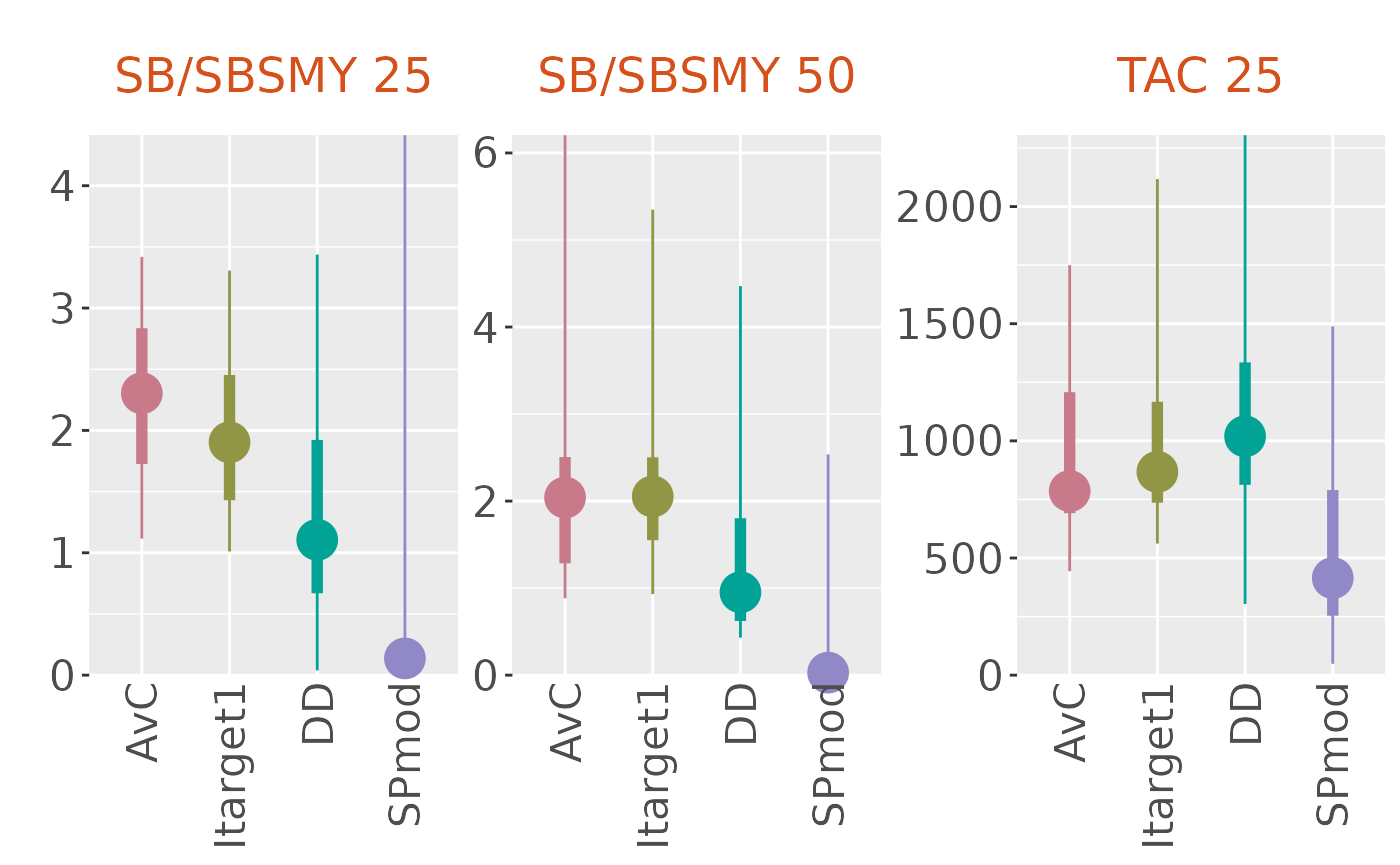 SB/SBSMY 25
SB/SBSMY 50
TAC 25
4
3
2
1
0
AvC
Itarget1
DD
SPmod
6
4
2
0
AvC
Itarget1
DD
SPmod
2000
1500
1000
500
0
AvC
Itarget1
DD
SPmod